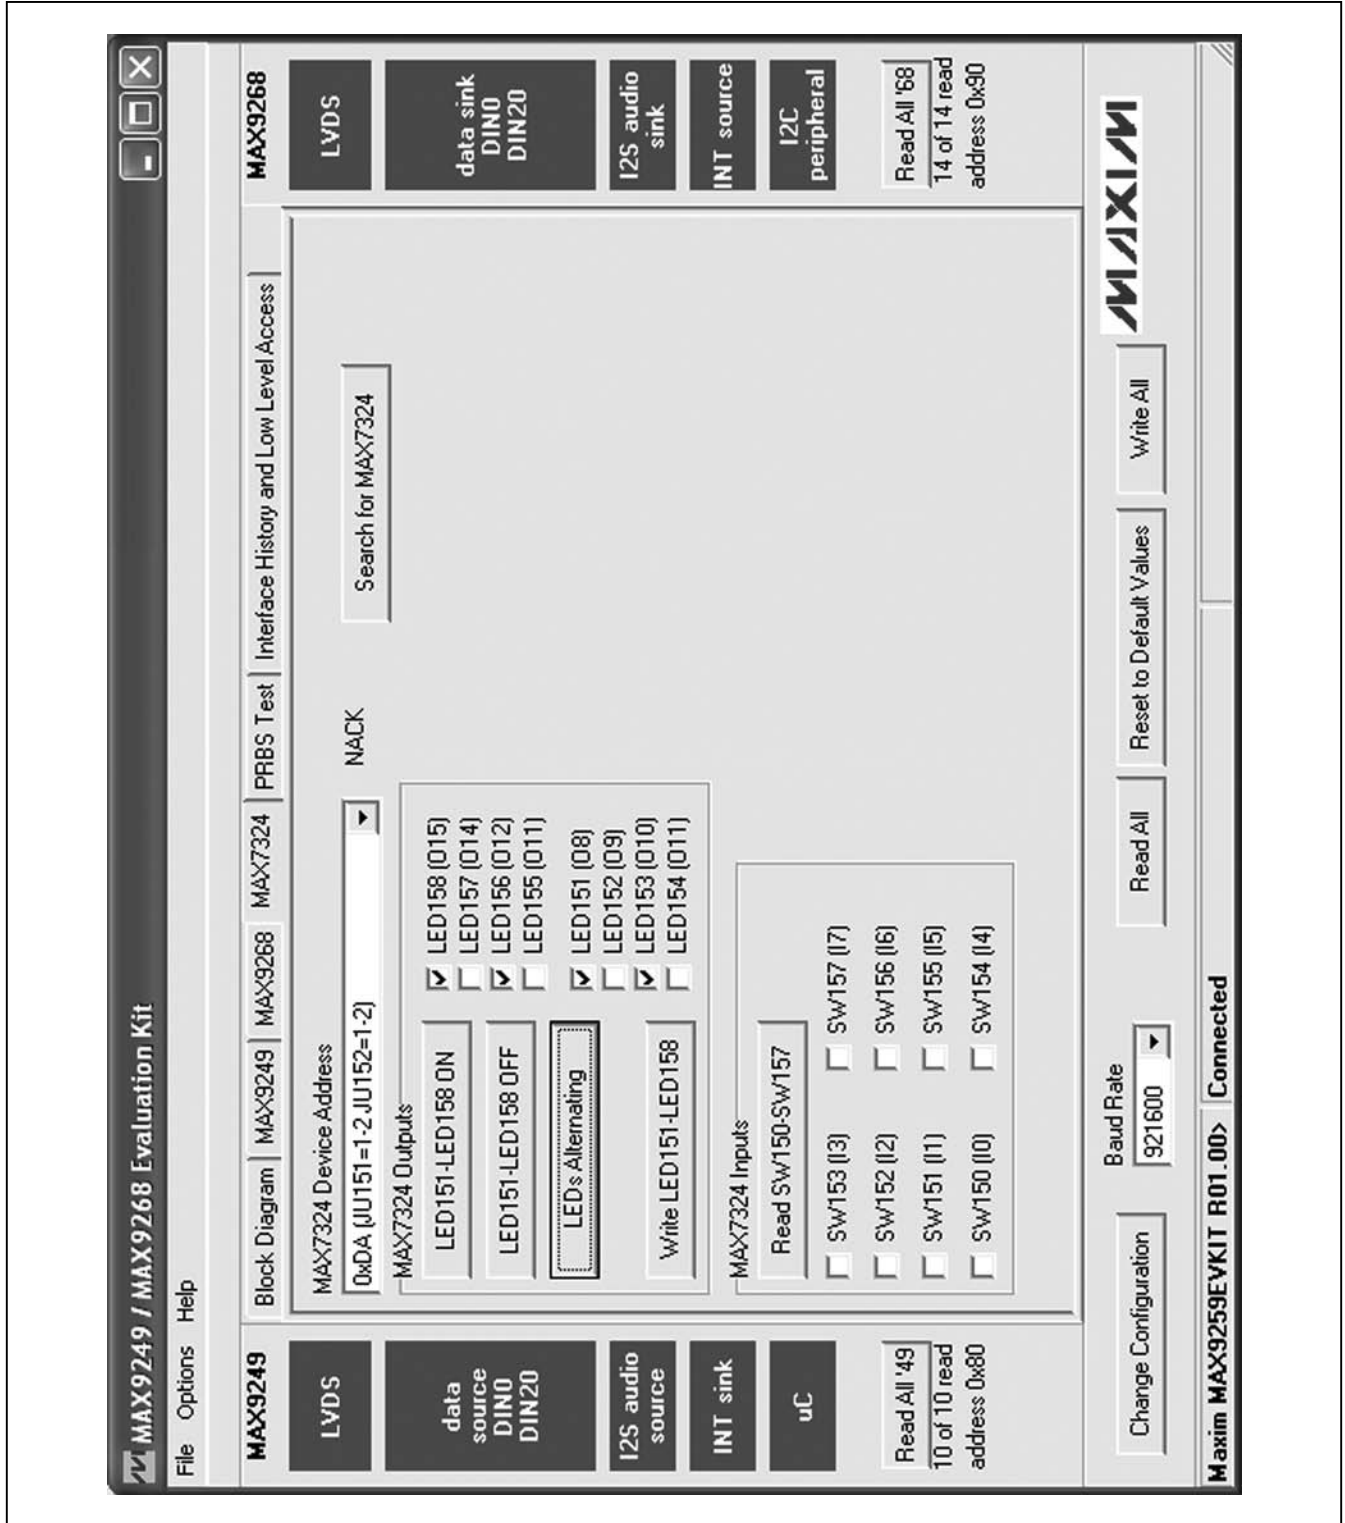 MAX9249 / MAX9268 Evaluation Kit
File Options Help
MAX9249
LVDS
data
source
DIN0
DIN20
I2S audio
source
INT sink
uC
Read All '49
10 of 10 read
address 0x80
Block Diagram MAX9249 MAX9268 MAX7324 PRBS Test Interface History and Low Level Access
MAX7324 Device Address
0xDA (JU151=1-2 JU152=1-2) NACK Search for MAX7324
MAX7324 Outputs
LED151-LED158 ON
LED151-LED158 OFF
LEDs Alternating
Write LED151-LED158
LED158 (O15)
LED157 (O14)
LED156 (O12)
LED155 (O11)
LED151 (O8)
LED152 (O9)
LED153 (O10)
LED154 (O11)
MAX7324 Inputs
Read SW150-SW157
SW153 (I3) SW157 (I7)
SW152 (I2) SW156 (I6)
SW151 (I1) SW155 (I5)
SW150 (I0) SW154 (I4)
MAX9268
LVDS
data sink
DIN0
DIN20
I2S audio
sink
INT source
I2C
peripheral
Read All '68
14 of 14 read
address 0x90
Change Configuration
Baud Rate
921600
Read All Reset to Default Values Write All
MAXIM
Maxim MAX9259EVKIT R01.00> Connected